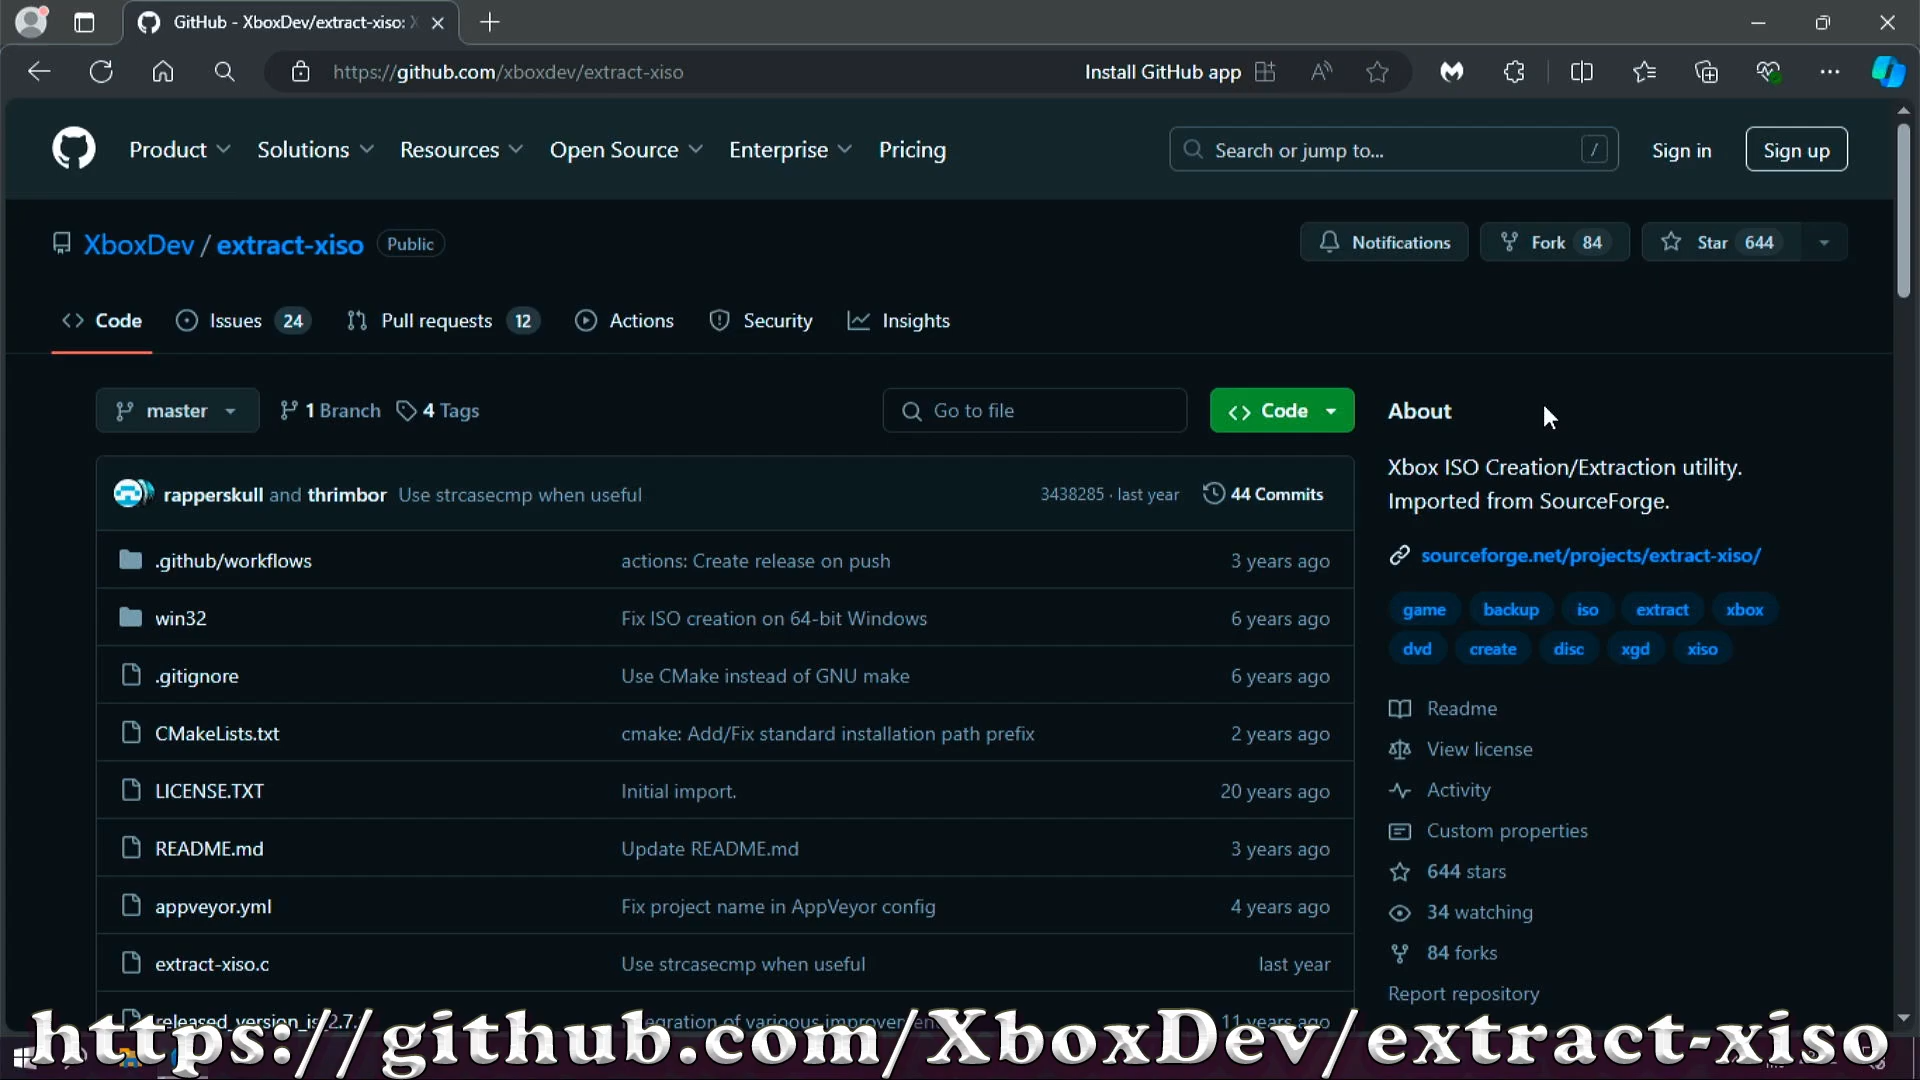 GitHub - XboxDev/extract-xiso:
https://github.com/xboxdev/extract-xiso
Install GitHub app
Product
Solutions
Resources
Open Source
Enterprise
Pricing
Search or jump to...
/
Sign in
Sign up
XboxDev / extract-xiso
Public
Notifications
Fork 84
Star 644
Code
Issues 24
Pull requests 12
Actions
Security
Insights
master
1 Branch
4 Tags
Go to file
Code
About
rapperskull and thrimbor Use strcasecmp when useful
3438285 · last year
44 Commits
Xbox ISO Creation/Extraction utility.
Imported from SourceForge.
sourceforge.net/projects/extract-xiso/
game backup iso extract xbox
dvd create disc xgd xiso
.github/workflows actions: Create release on push 3 years ago
win32 Fix ISO creation on 64-bit Windows 6 years ago
.gitignore Use CMake instead of GNU make 6 years ago
CMakeLists.txt cmake: Add/Fix standard installation path prefix 2 years ago
LICENSE.TXT Initial import. 20 years ago
README.md Update README.md 3 years ago
appveyor.yml Fix project name in AppVeyor config 4 years ago
extract-xiso.c Use strcasecmp when useful last year
Readme
View license
Activity
Custom properties
644 stars
34 watching
84 forks
Report repository
11 years ago
https://github.com/XboxDev/extract-xiso